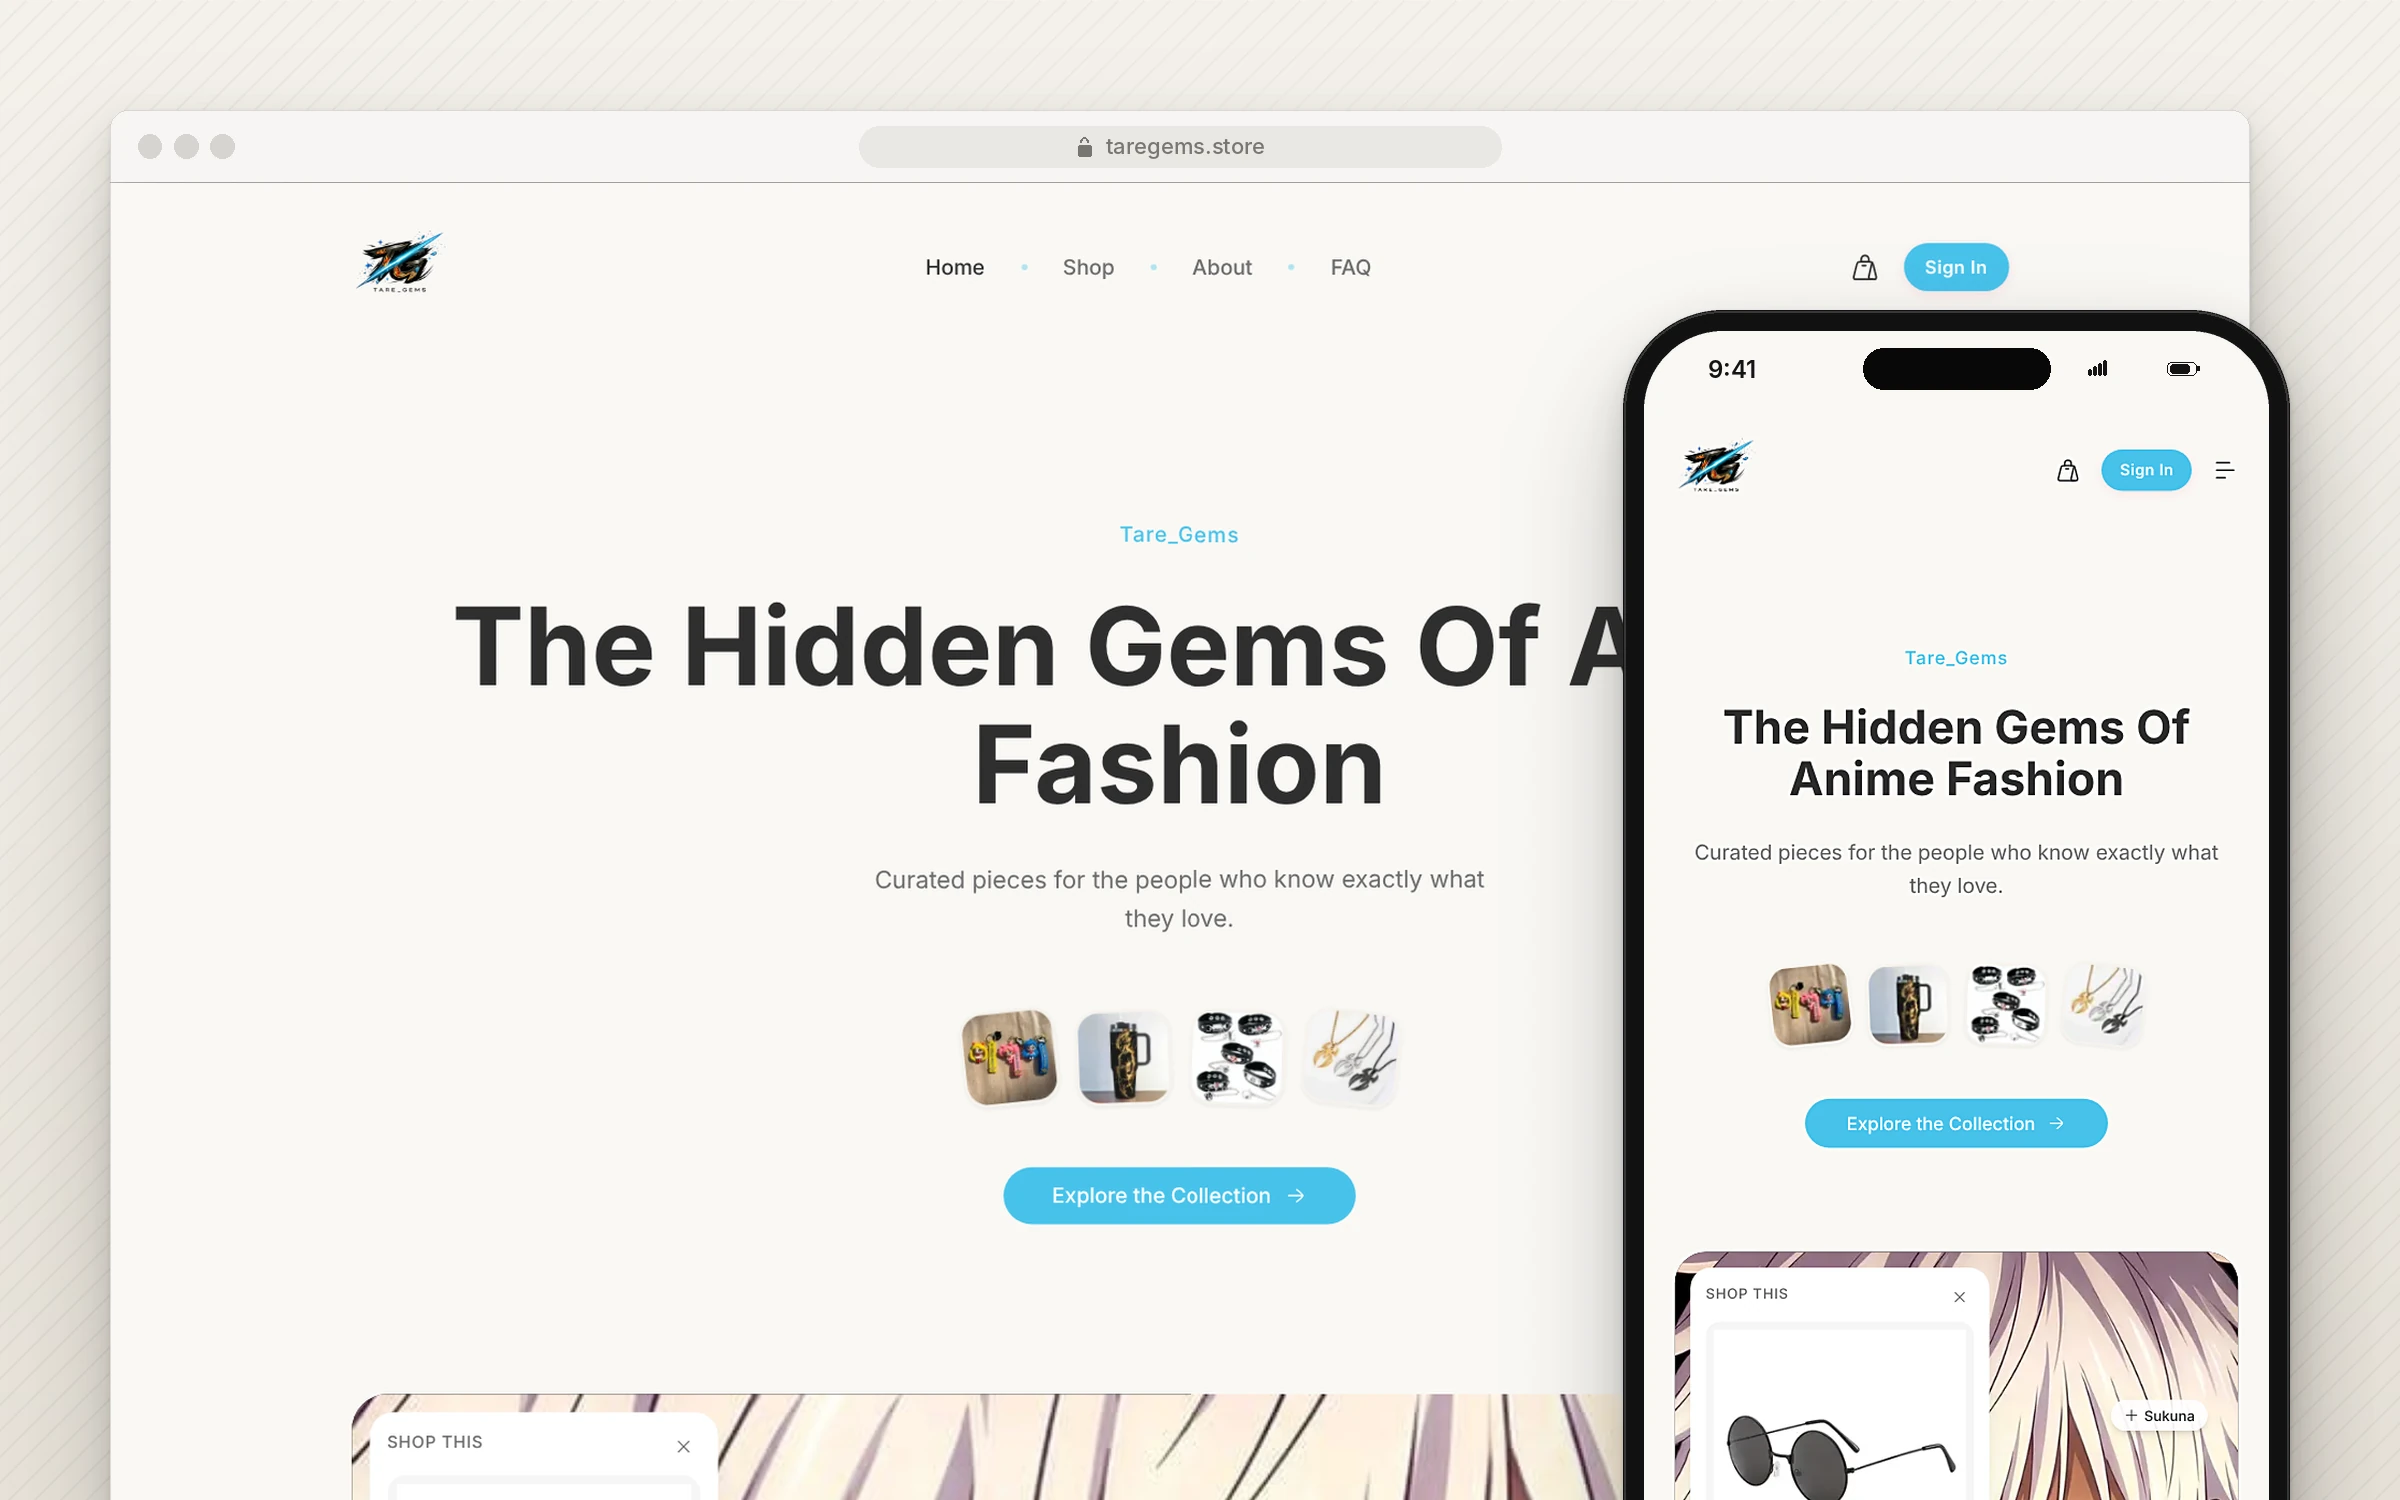 taregems.store
TARE_GEMS
Home
Shop
About
FAQ
Sign In
Tare_Gems
The Hidden Gems Of A
Fashion
Curated pieces for the people who know exactly what
they love.
Explore the Collection
SHOP THIS
9:41
TARE_GEMS
Sign In
Tare_Gems
The Hidden Gems Of
Anime Fashion
Curated pieces for the people who know exactly what
they love.
Explore the Collection
SHOP THIS
Sukuna